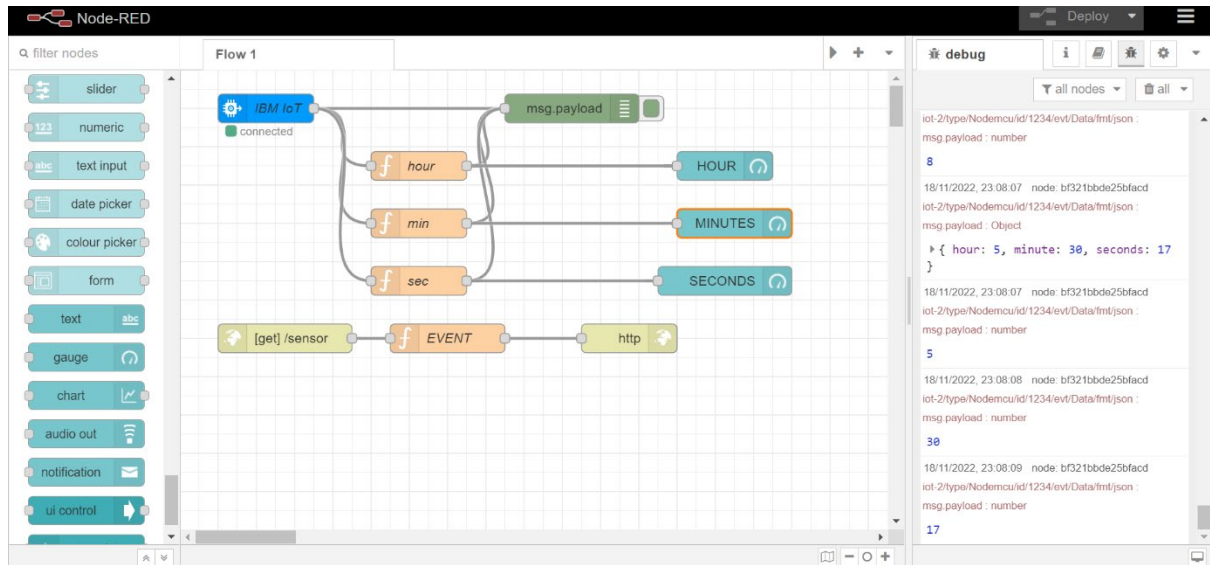 Node-RED
Deploy
filter nodes
slider
123 numeric
abc text input
date picker
colour picker
form
text abc
gauge
chart
audio out
notification
ui control
Flow 1
IBM IoT
connected
msg.payload
hour
HOUR
min
MINUTES
sec
SECONDS
[get] /sensor
EVENT
http
debug
i
all nodes
all
iot-2/type/Nodemcu/id/1234/evt/Data/fmt/json :
msg.payload : number
8
18/11/2022, 23:08:07 node: bf321bbde25bfacd
iot-2/type/Nodemcu/id/1234/evt/Data/fmt/json :
msg.payload : Object
{ hour: 5, minute: 30, seconds: 17
}
18/11/2022, 23:08:07 node: bf321bbde25bfacd
iot-2/type/Nodemcu/id/1234/evt/Data/fmt/json :
msg.payload : number
5
18/11/2022, 23:08:08 node: bf321bbde25bfacd
iot-2/type/Nodemcu/id/1234/evt/Data/fmt/json :
msg.payload : number
30
18/11/2022, 23:08:09 node: bf321bbde25bfacd
iot-2/type/Nodemcu/id/1234/evt/Data/fmt/json :
msg.payload : number
17